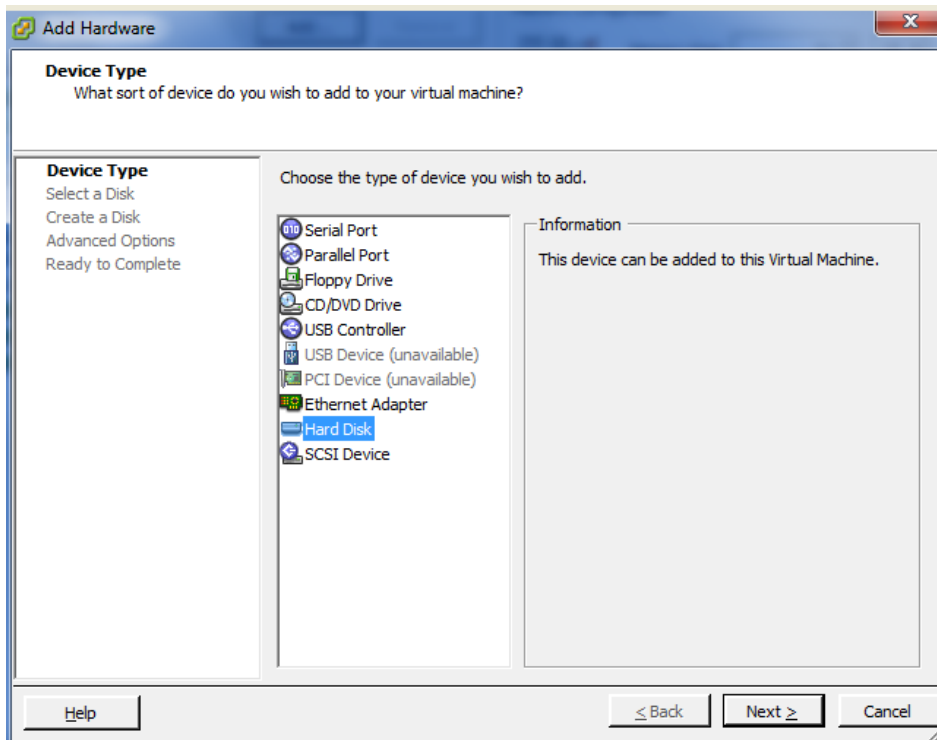 Add Hardware
Device Type
What sort of device do you wish to add to your virtual machine?
Device Type
Select a Disk
Create a Disk
Advanced Options
Ready to Complete
Choose the type of device you wish to add.
Serial Port
Parallel Port
Floppy Drive
CD/DVD Drive
USB Controller
USB Device (unavailable)
PCI Device (unavailable)
Ethernet Adapter
Hard Disk
SCSI Device
Information
This device can be added to this Virtual Machine.
Help
< Back
Next >
Cancel